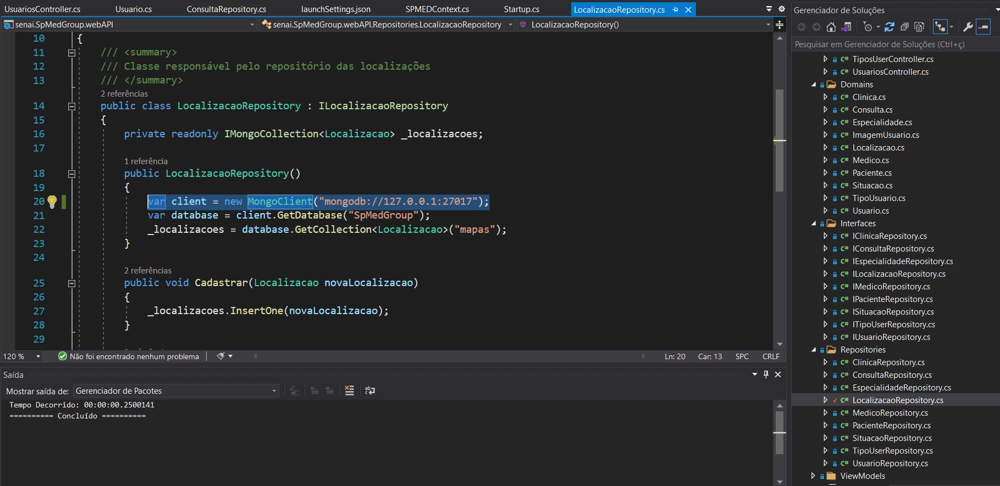 UsuariosController.cs Usuario.cs ConsultaRepository.cs launchSettings.json SPMEDContext.cs Startup.cs LocalizacaoRepository.cs
senai.SpMedGroup.webAPI senai.SpMedGroup.webAPI.Repositories.LocalizacaoRepository LocalizacaoRepository()
10 {
11 /// <summary>
12 /// Classe responsável pelo repositório das localizações
13 /// </summary>
2 referências
14 public class LocalizacaoRepository : ILocalizacaoRepository
15 {
16 private readonly IMongoCollection<Localizacao> _localizacoes;
17
1 referência
18 public LocalizacaoRepository()
19 {
20 var client = new MongoClient("mongodb://127.0.0.1:27017");
21 var database = client.GetDatabase("SpMedGroup");
22 _localizacoes = database.GetCollection<Localizacao>("mapas");
23 }
24
2 referências
25 public void Cadastrar(Localizacao novaLocalizacao)
26 {
27 _localizacoes.InsertOne(novaLocalizacao);
28 }
29
120 % Não foi encontrado nenhum problema Ln: 20 Car: 13 SPC CRLF
Saída
Mostrar saída de: Gerenciador de Pacotes
Tempo Decorrido: 00:00:00.2500141
========== Concluído ==========
Gerenciador de Soluções
Pesquisar em Gerenciador de Soluções (Ctrl+ç)
C# TiposUserController.cs
C# UsuariosController.cs
Domains
C# Clinica.cs
C# Consulta.cs
C# Especialidade.cs
C# ImagemUsuario.cs
C# Localizacao.cs
C# Medico.cs
C# Paciente.cs
C# Situacao.cs
C# TipoUsuario.cs
C# Usuario.cs
Interfaces
C# IClinicaRepository.cs
C# IConsultaRepository.cs
C# IEspecialidadeRepository.cs
C# ILocalizacaoRepository.cs
C# IMedicoRepository.cs
C# IPacienteRepository.cs
C# ISituacaoRepository.cs
C# ITipoUserRepository.cs
C# IUsuarioRepository.cs
Repositories
C# ClinicaRepository.cs
C# ConsultaRepository.cs
C# EspecialidadeRepository.cs
C# LocalizacaoRepository.cs
C# MedicoRepository.cs
C# PacienteRepository.cs
C# SituacaoRepository.cs
C# TipoUserRepository.cs
C# UsuarioRepository.cs
ViewModels